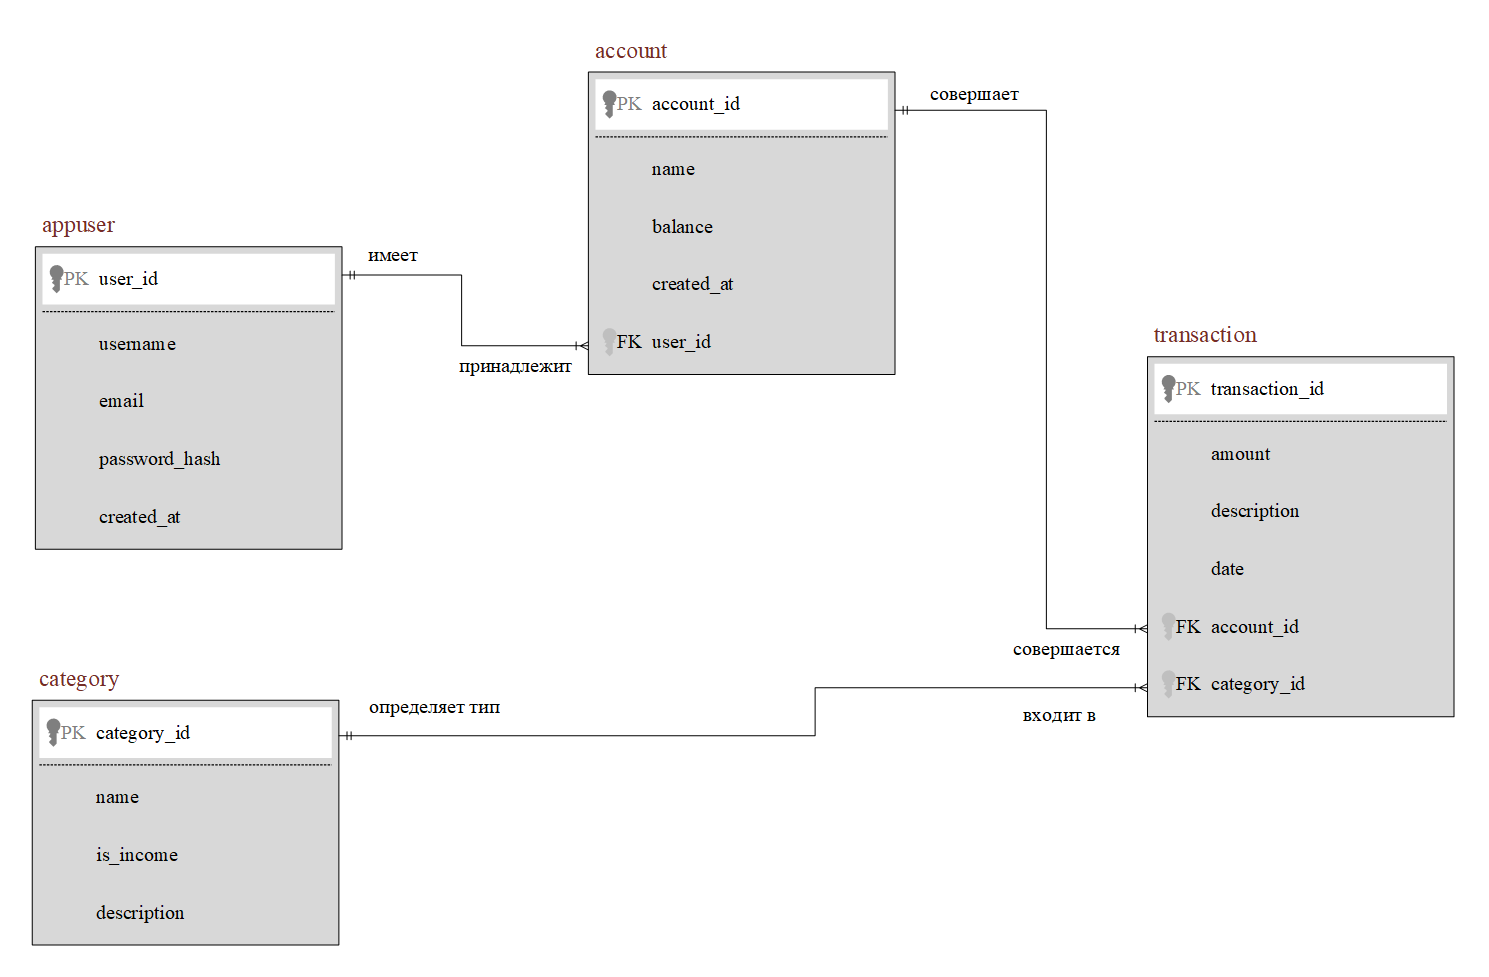 account
PK account_id
name
balance
created_at
FK user_id
совершает
appuser
PK user_id
username
email
password_hash
created_at
имеет
принадлежит
transaction
PK transaction_id
amount
description
date
FK account_id
FK category_id
совершается
входит в
category
PK category_id
name
is_income
description
определяет тип